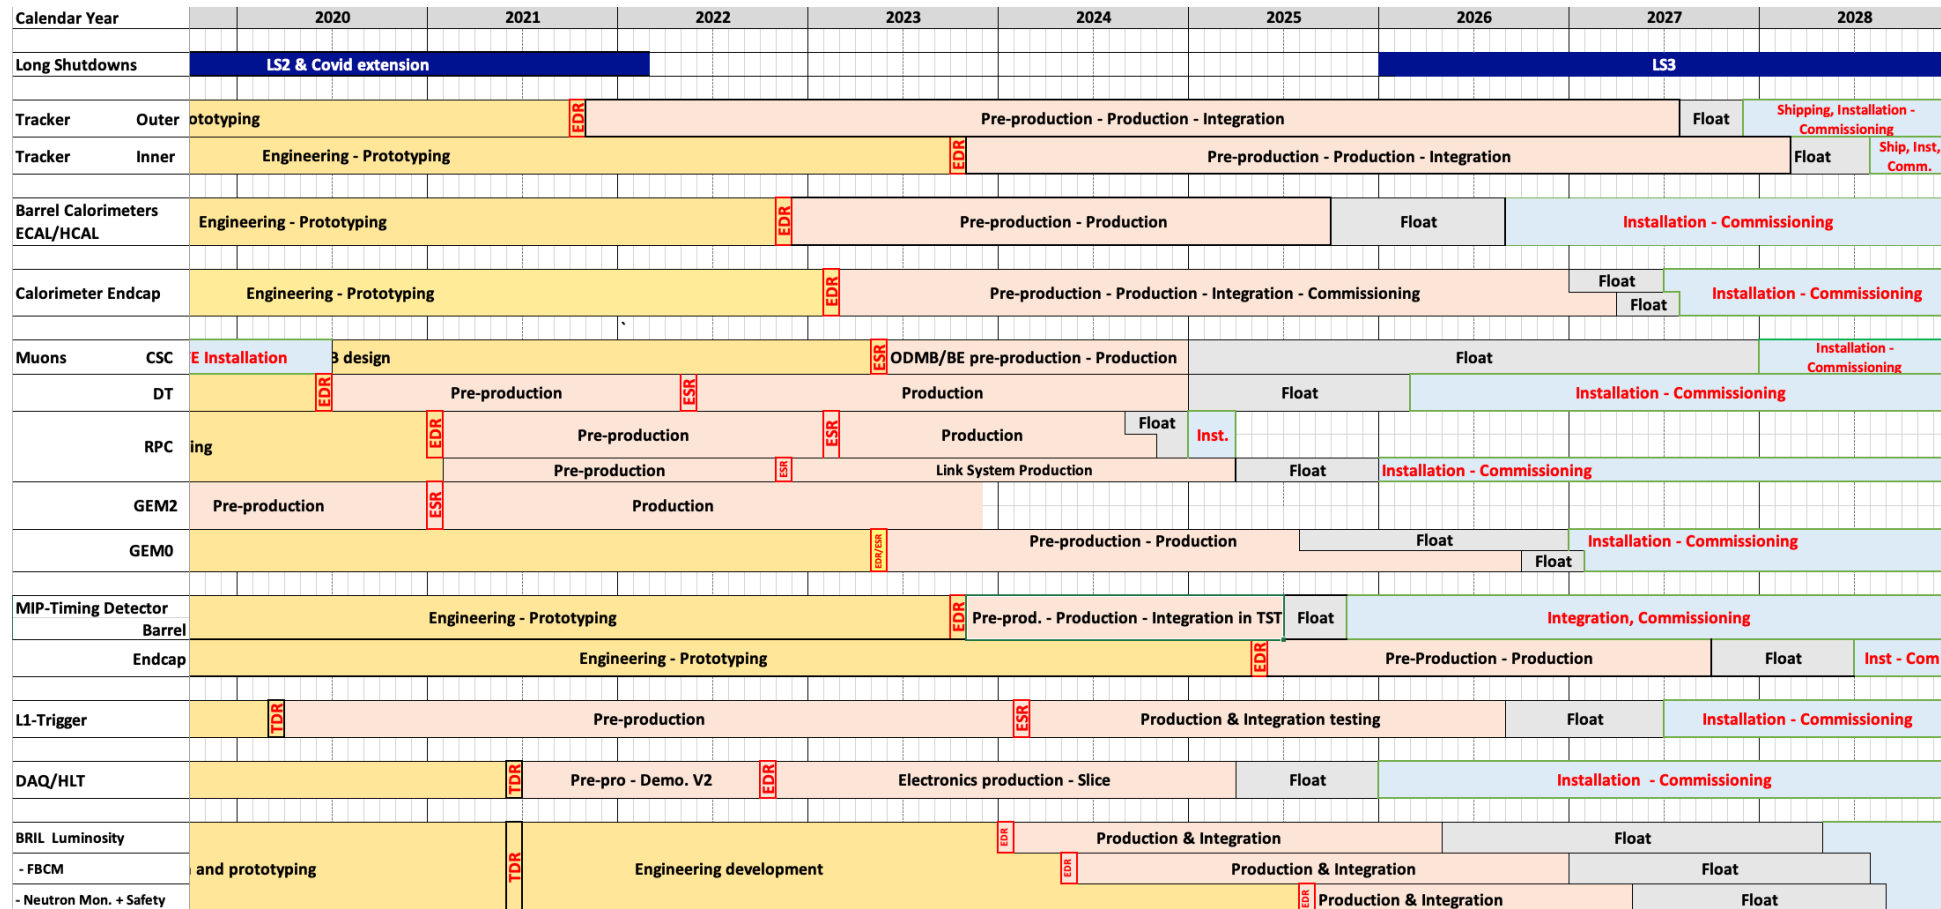 Calendar Year 2020 2021 2022 2023 2024 2025 2026 2027 2028
Long Shutdowns LS2 & Covid extension LS3
Tracker Outer ototyping EDR Pre-production - Production - Integration Float Shipping, Installation -
Commissioning
Tracker Inner Engineering - Prototyping EDR Pre-production - Production - Integration Float Ship, Inst,
Comm.
Barrel Calorimeters
ECAL/HCAL Engineering - Prototyping EDR Pre-production - Production Float Installation - Commissioning
Calorimeter Endcap Engineering - Prototyping EDR Pre-production - Production - Integration - Commissioning Float Installation - Commissioning
Float
Muons CSC E Installation 3 design ESR ODMB/BE pre-production - Production Float Installation -
Commissioning
DT EDR Pre-production ESR Production Float Installation - Commissioning
RPC ing EDR Pre-production ESR Production Float Inst.
Pre-production ESR Link System Production Float Installation - Commissioning
GEM2 Pre-production ESR Production
GEM0 EDR/ESR Pre-production - Production Float Installation - Commissioning
Float
MIP-Timing Detector
Barrel Engineering - Prototyping EDR Pre-prod. - Production - Integration in TST Float Integration, Commissioning
Endcap Engineering - Prototyping EDR Pre-Production - Production Float Inst - Com
L1-Trigger TDR Pre-production ESR Production & Integration testing Float Installation - Commissioning
DAQ/HLT TDR Pre-pro - Demo. V2 EDR Electronics production - Slice Float Installation - Commissioning
BRIL Luminosity EDR Production & Integration Float
- FBCM and prototyping TDR Engineering development EDR Production & Integration Float
- Neutron Mon. + Safety EDR Production & Integration Float